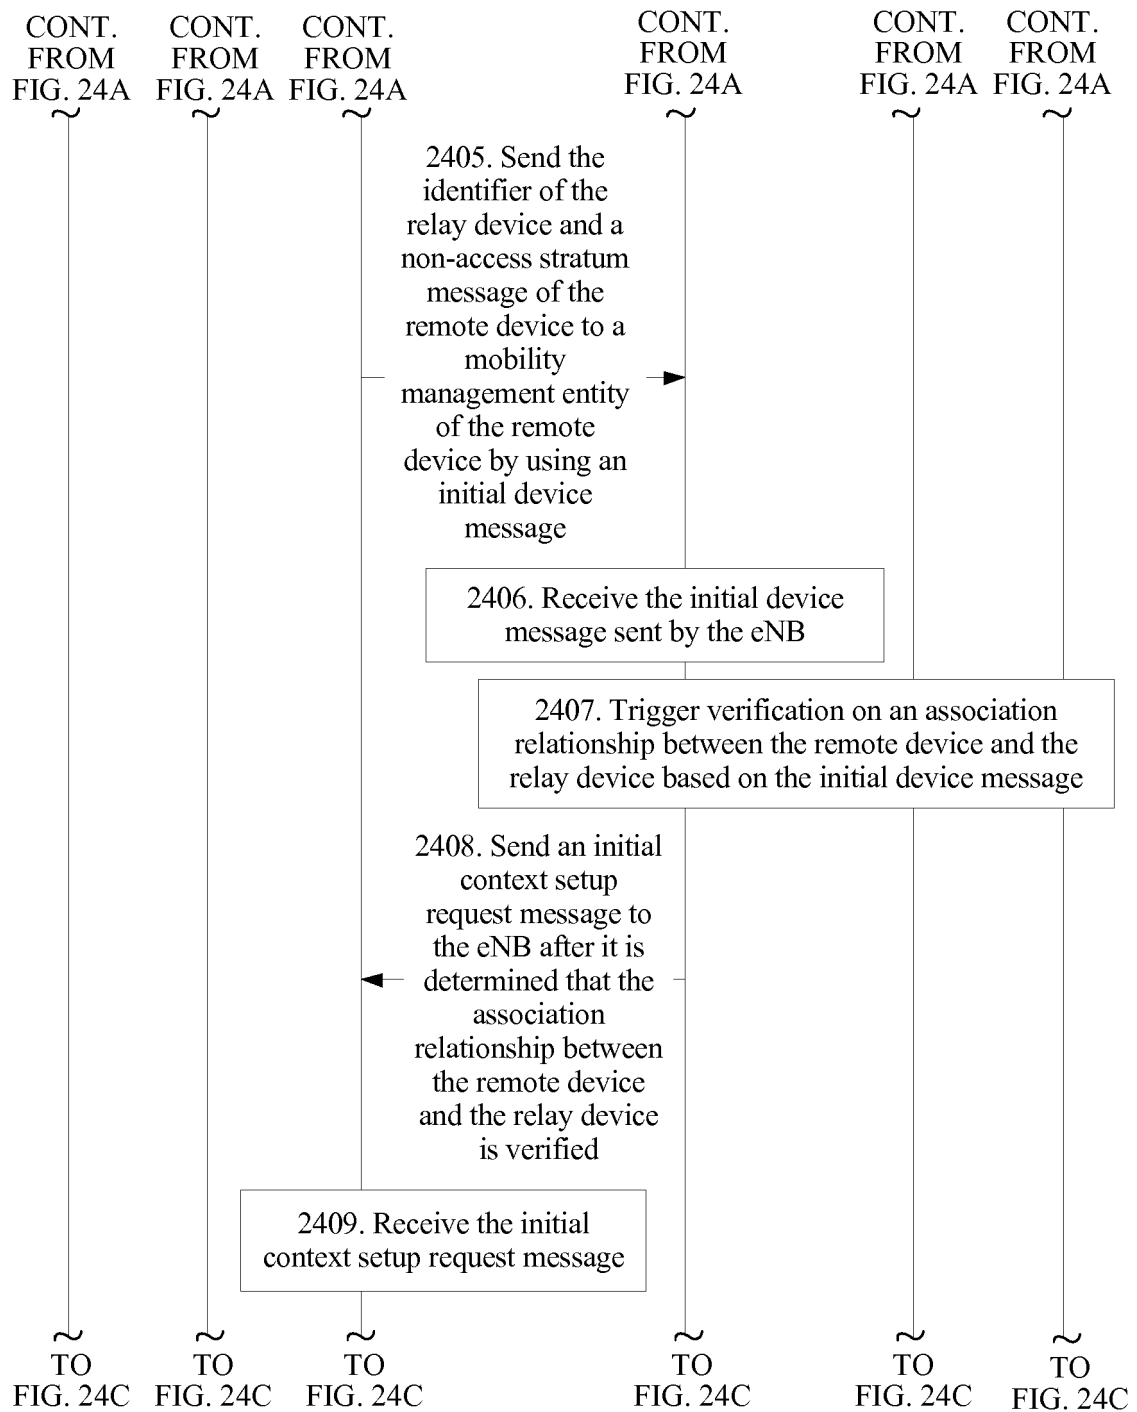 CONT.
FROM
FIG. 24A
CONT.
FROM
FIG. 24A
CONT.
FROM
FIG. 24A
CONT.
FROM
FIG. 24A
CONT.
FROM
FIG. 24A
CONT.
FROM
FIG. 24A
2405. Send the
identifier of the
relay device and a
non-access stratum
message of the
remote device to a
mobility
management entity
of the remote
device by using an
initial device
message
2406. Receive the initial device
message sent by the eNB
2407. Trigger verification on an association
relationship between the remote device and the
relay device based on the initial device message
2408. Send an initial
context setup
request message to
the eNB after it is
determined that the
association
relationship between
the remote device
and the relay device
is verified
2409. Receive the initial
context setup request message
TO
FIG. 24C
TO
FIG. 24C
TO
FIG. 24C
TO
FIG. 24C
TO
FIG. 24C
TO
FIG. 24C